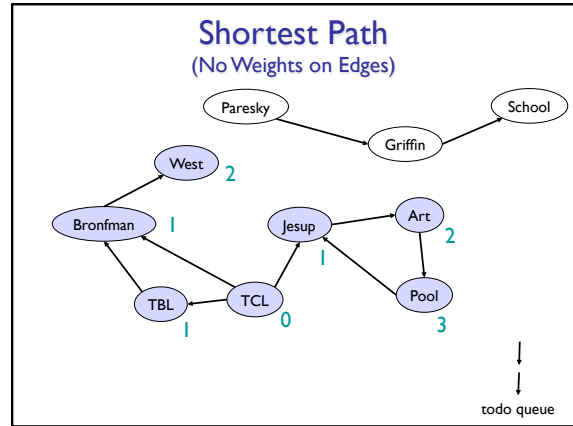 Shortest Path
(No Weights on Edges)
Paresky
School
Griffin
West
2
Bronfman
1
Jesup
1
Art
2
TBL
1
TCL
0
Pool
3
todo queue